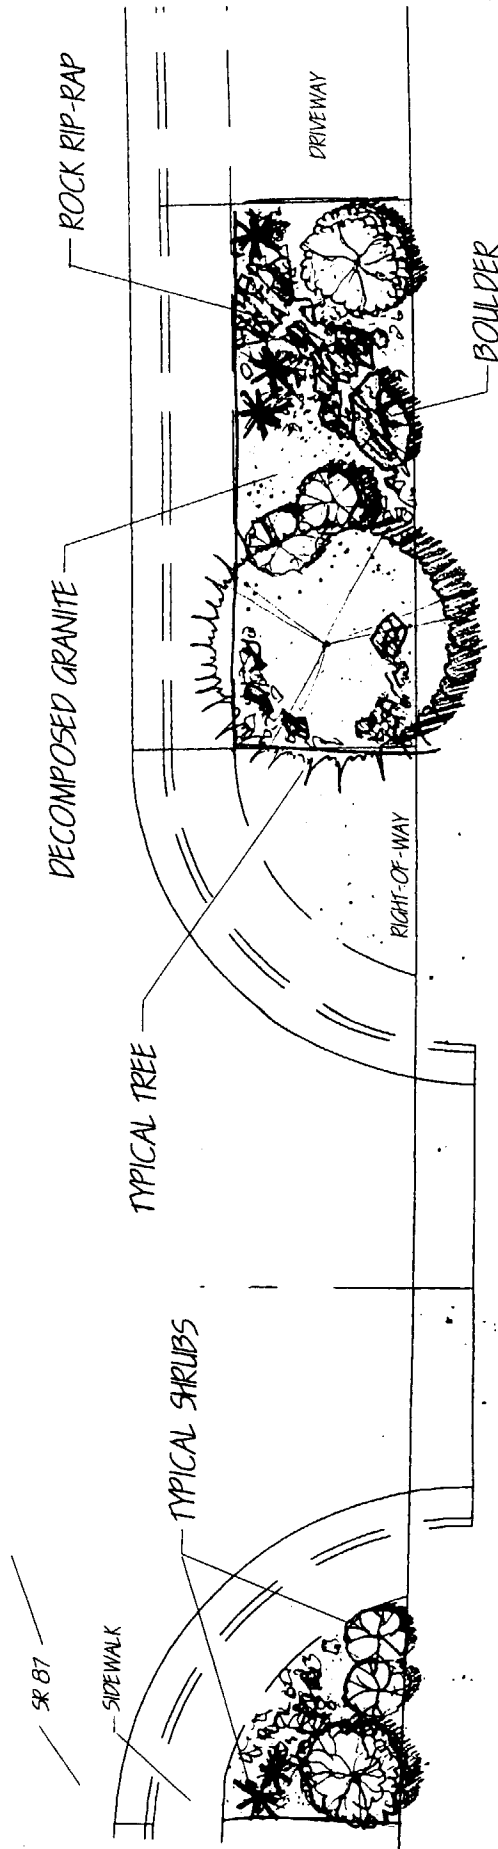 SR 87
SIDEWALK
TYPICAL SHRUBS
TYPICAL TREE
RIGHT-OF-WAY
DECOMPOSED GRANITE
ROCK RIP-RAP
DRIVEWAY
BOULDER